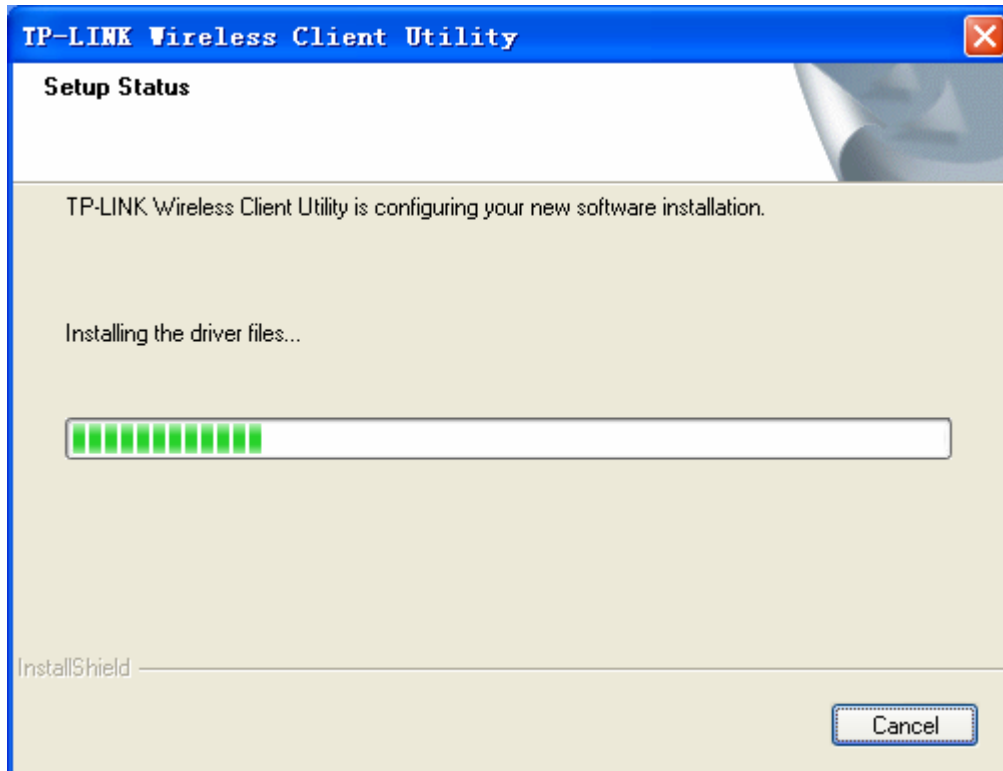 TP-LINK Wireless Client Utility
Setup Status
TP-LINK Wireless Client Utility is configuring your new software installation.
Installing the driver files...
InstallShield
Cancel